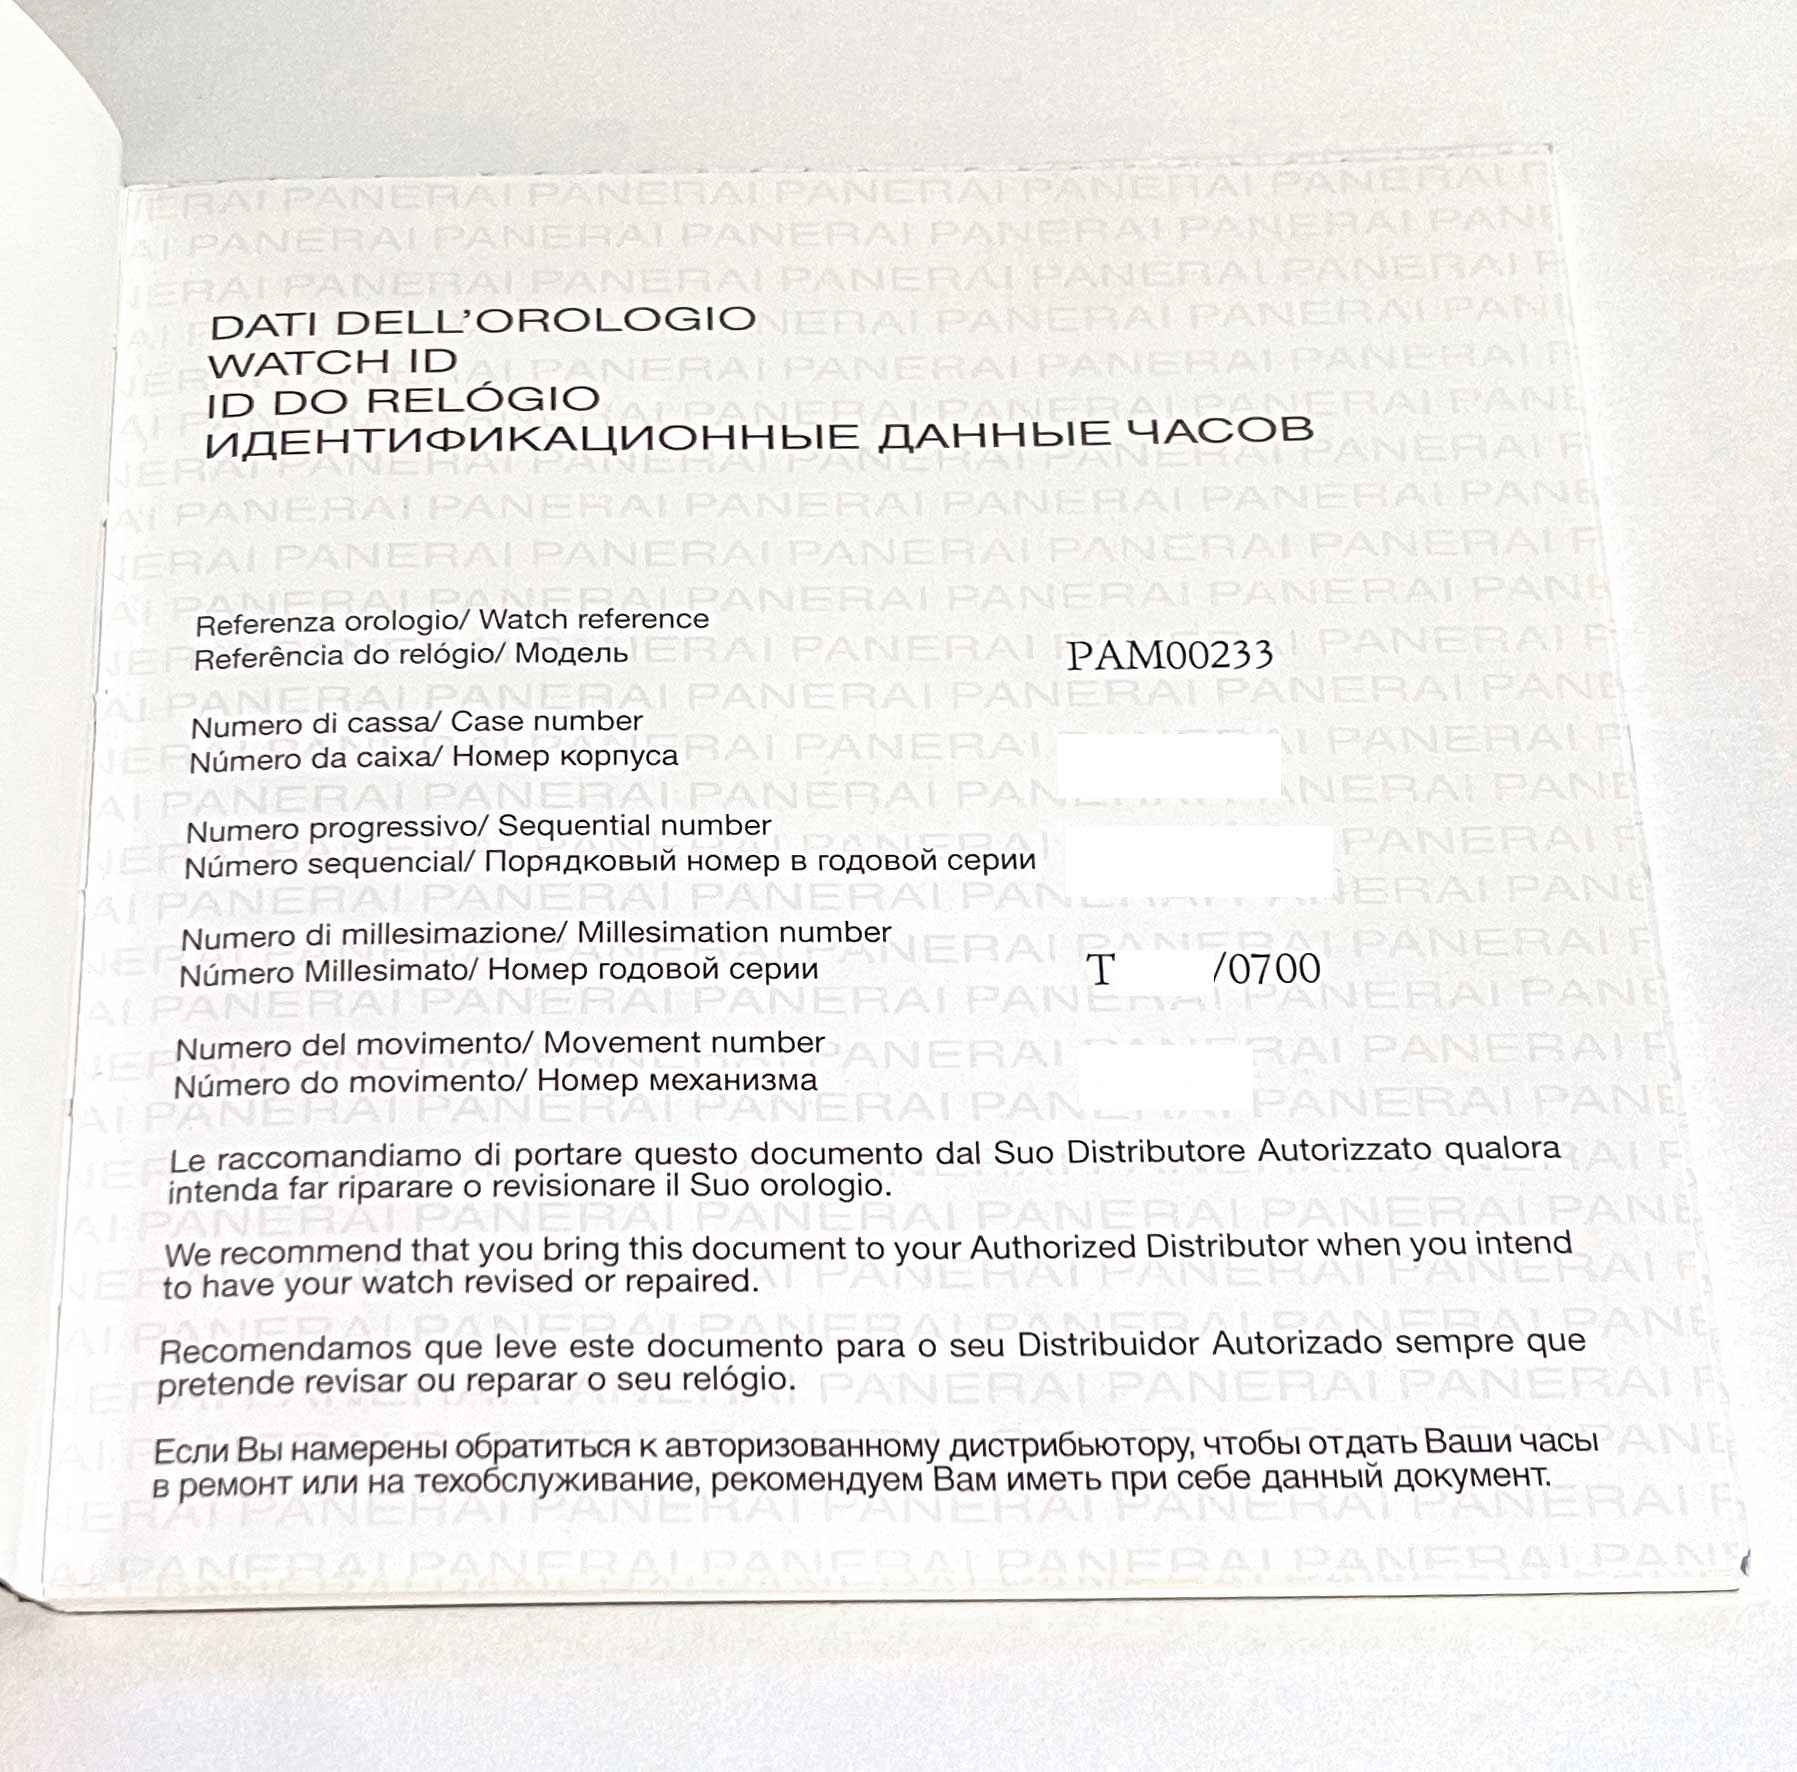 DATI DELL'OROLOGIO
WATCH ID
ID DO RELÓGIO
ИДЕНТИФИКАЦИОННЫЕ ДАННЫЕ ЧАСОВ
Referenza orologio/ Watch reference
Referência do relógio/ Модель PAM00233
Numero di cassa/ Case number
Número da caixa/ Номер корпуса
Numero progressivo/ Sequential number
Número sequencial/ Порядковый номер в годовой серии
Numero di millesimazione/ Millesimation number
Número Millesimato/ Номер годовой серии T /0700
Numero del movimento/ Movement number
Número do movimento/ Номер механизма
Le raccomandiamo di portare questo documento dal Suo Distributore Autorizzato qualora
intenda far riparare o revisionare il Suo orologio.
We recommend that you bring this document to your Authorized Distributor when you intend
to have your watch revised or repaired.
Recomendamos que leve este documento para o seu Distribuidor Autorizado sempre que
pretende revisar ou reparar o seu relógio.
Если Вы намерены обратиться к авторизованному дистрибьютору, чтобы отдать Ваши часы
в ремонт или на техобслуживание, рекомендуем Вам иметь при себе данный документ.